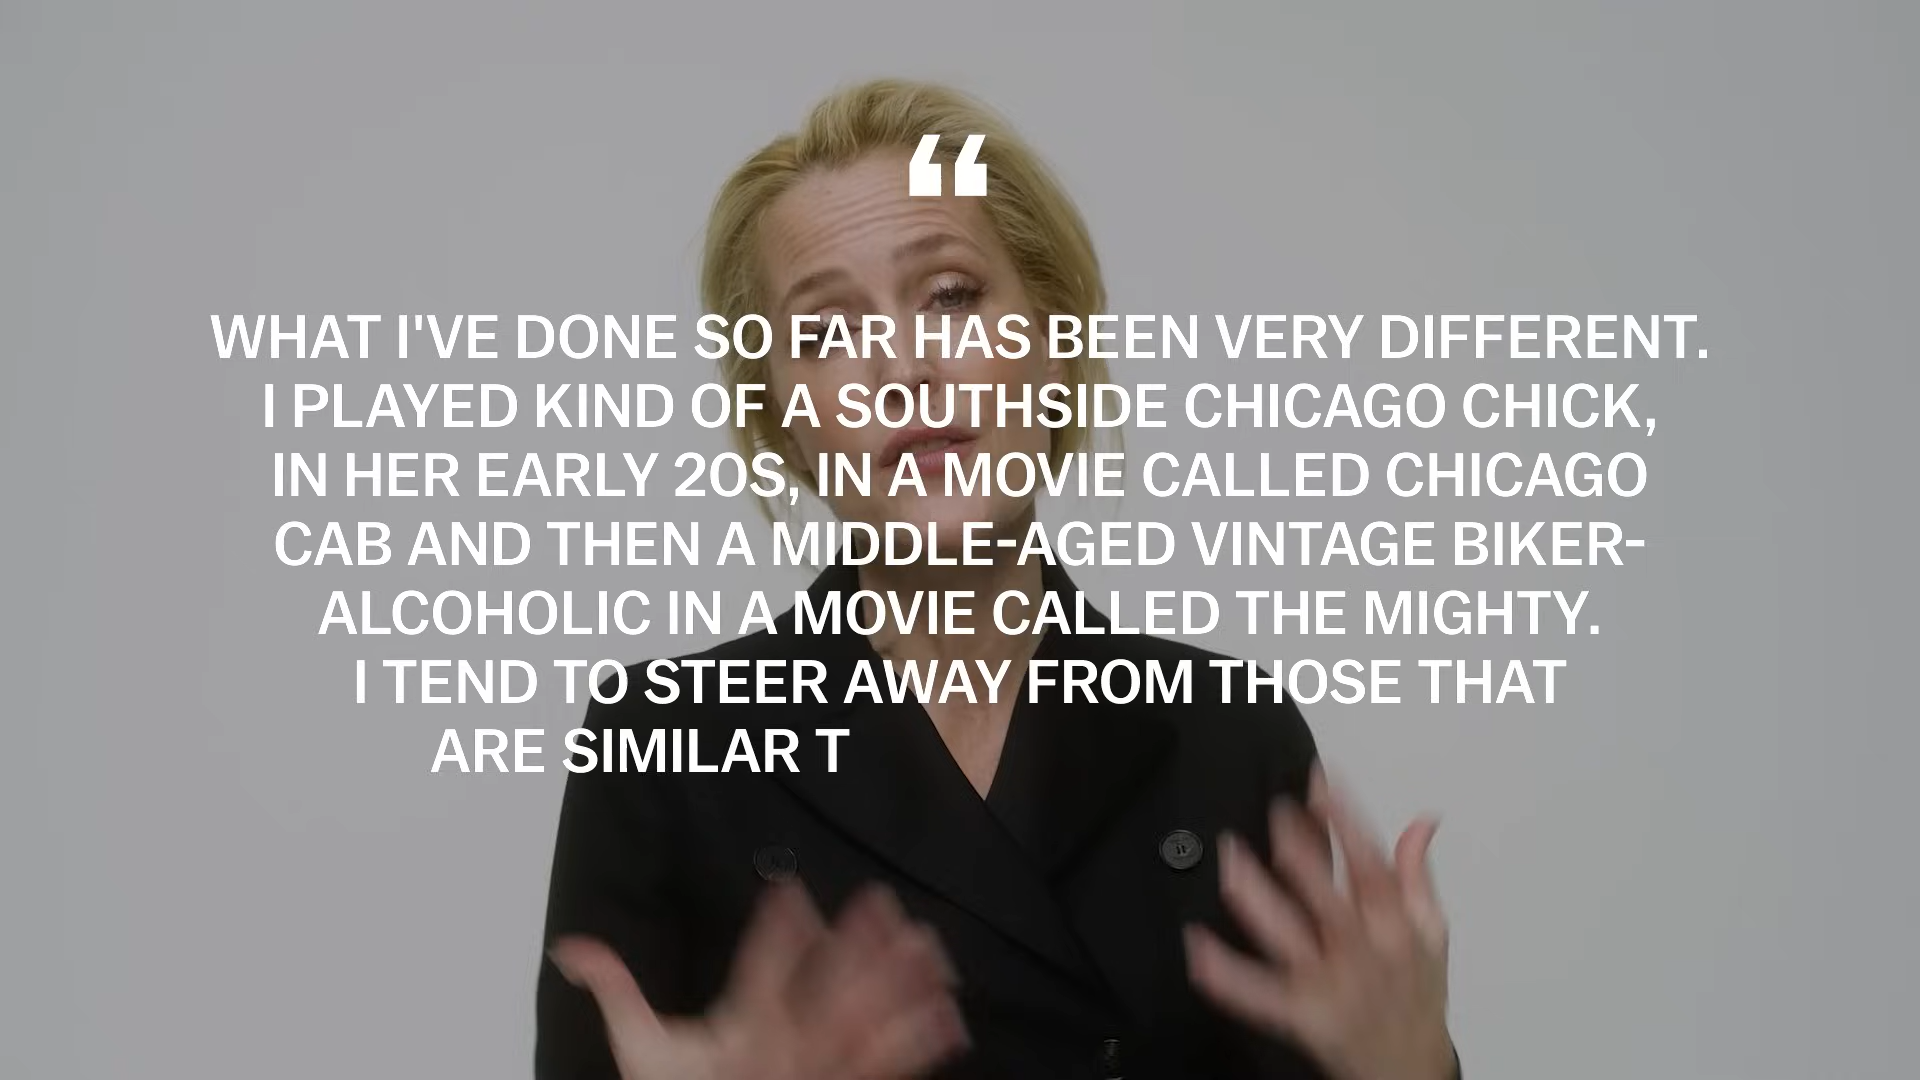 “
WHAT I'VE DONE SO FAR HAS BEEN VERY DIFFERENT.
I PLAYED KIND OF A SOUTHSIDE CHICAGO CHICK,
IN HER EARLY 20S, IN A MOVIE CALLED CHICAGO
CAB AND THEN A MIDDLE-AGED VINTAGE BIKER-
ALCOHOLIC IN A MOVIE CALLED THE MIGHTY.
I TEND TO STEER AWAY FROM THOSE THAT
ARE SIMILAR T